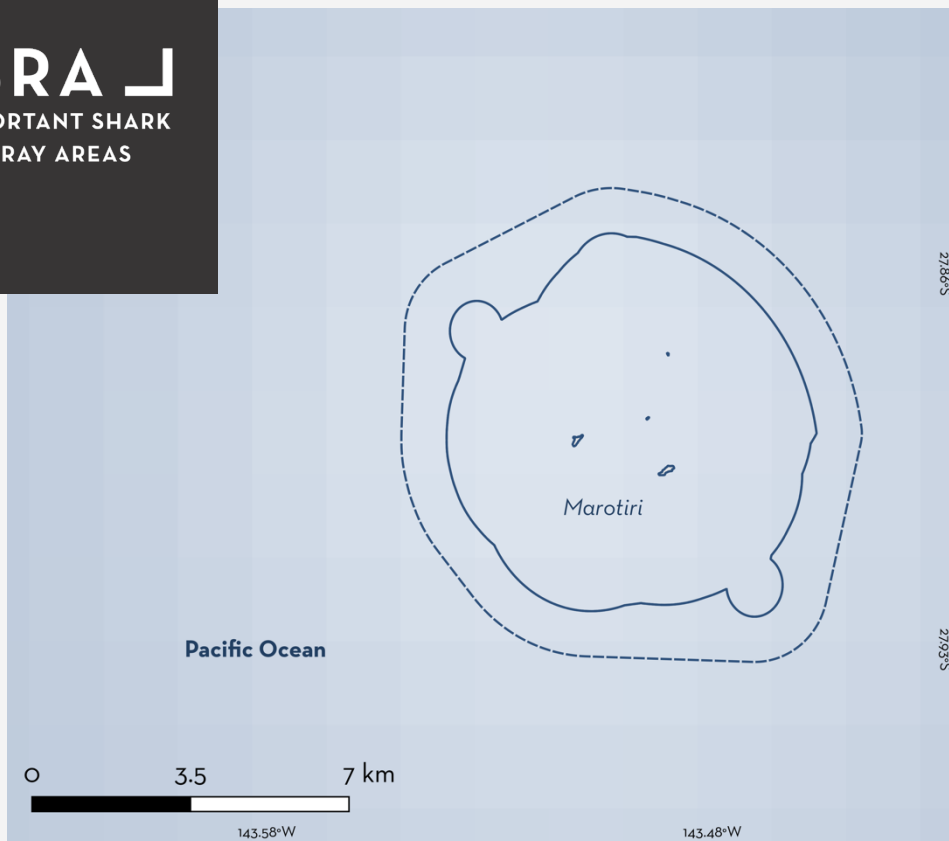 RA
ORTANT SHARK
RAY AREAS
27.86°S
Marotiri
27.93°S
Pacific Ocean
0 3.5 7 km
143.58°W 143.48°W